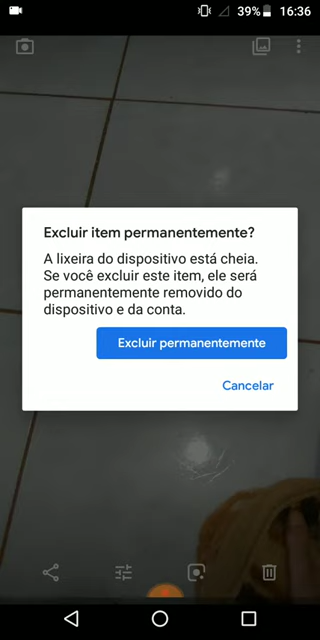 39% 16:36
Excluir item permanentemente?
A lixeira do dispositivo está cheia.
Se você excluir este item, ele será
permanentemente removido do
dispositivo e da conta.
Excluir permanentemente
Cancelar